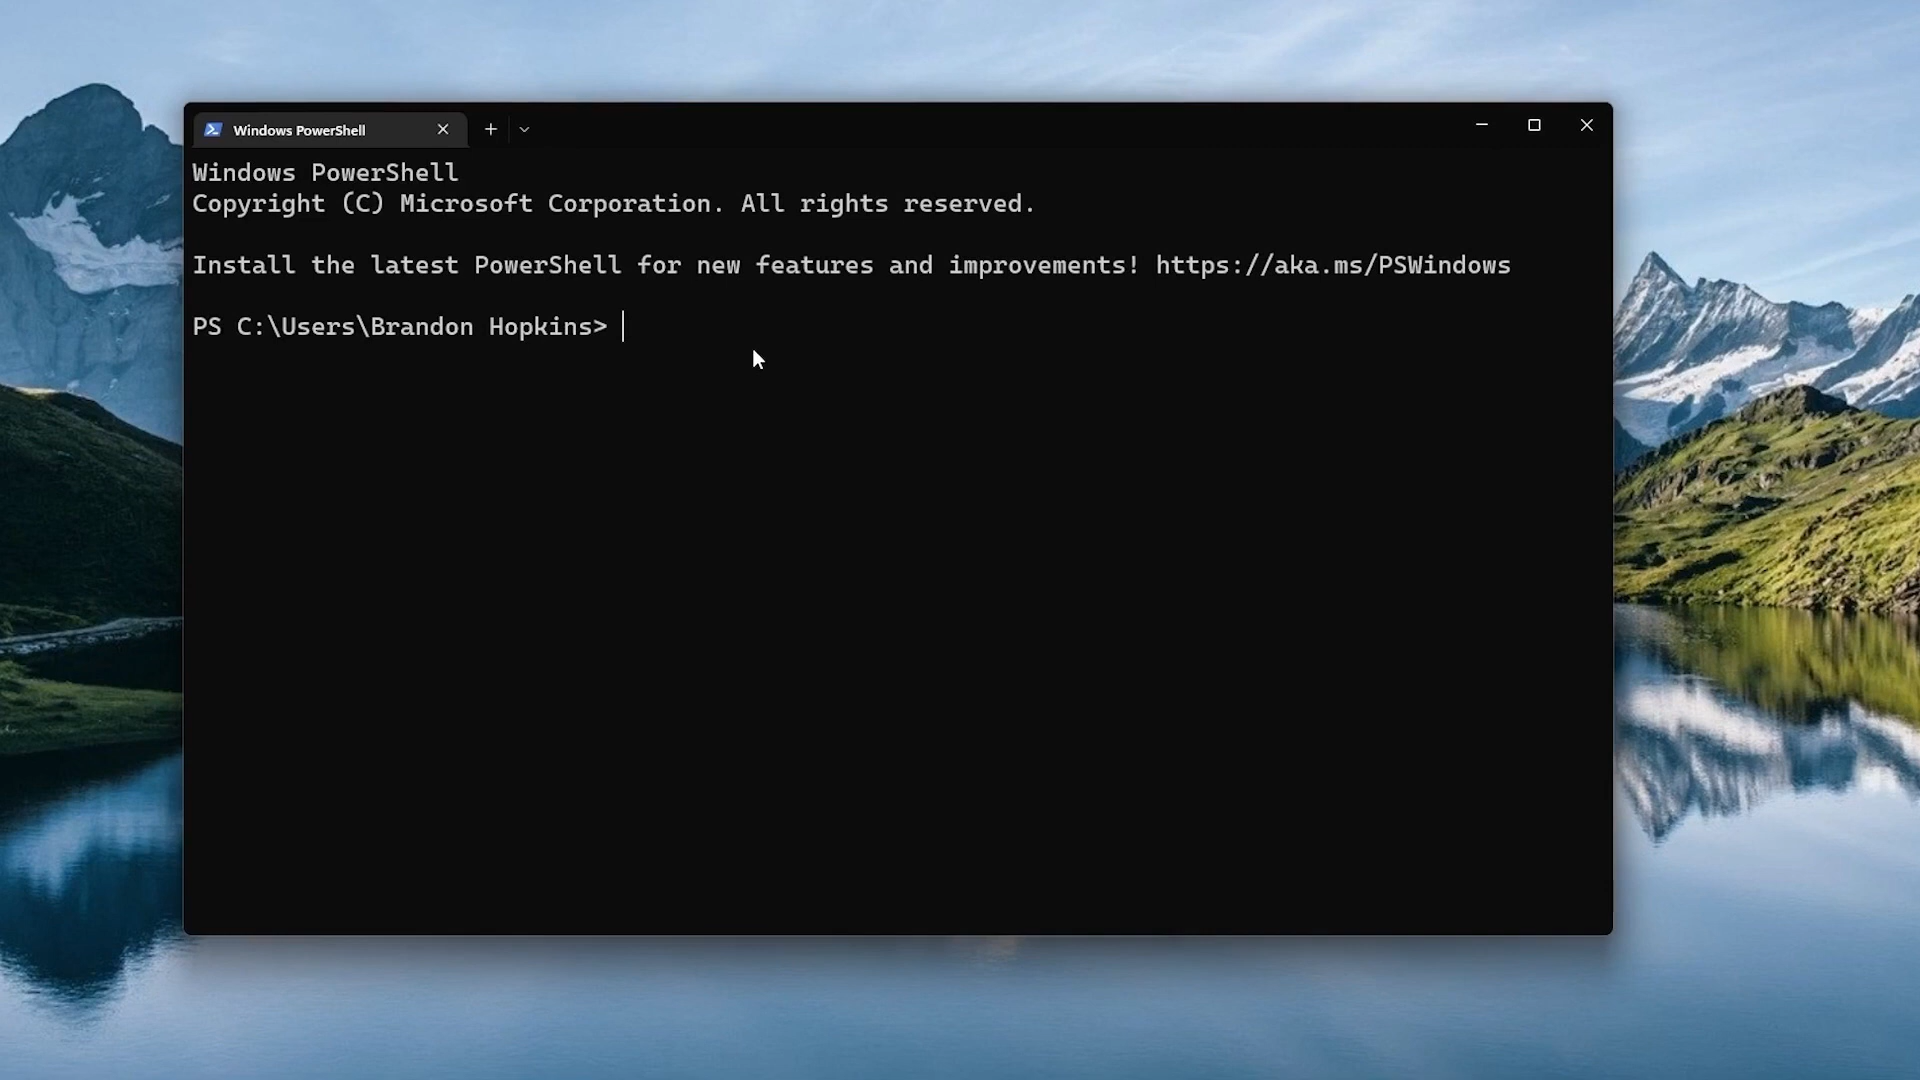 Windows PowerShell
Windows PowerShell
Copyright (C) Microsoft Corporation. All rights reserved.
Install the latest PowerShell for new features and improvements! https://aka.ms/PSWindows
PS C:\Users\Brandon Hopkins>